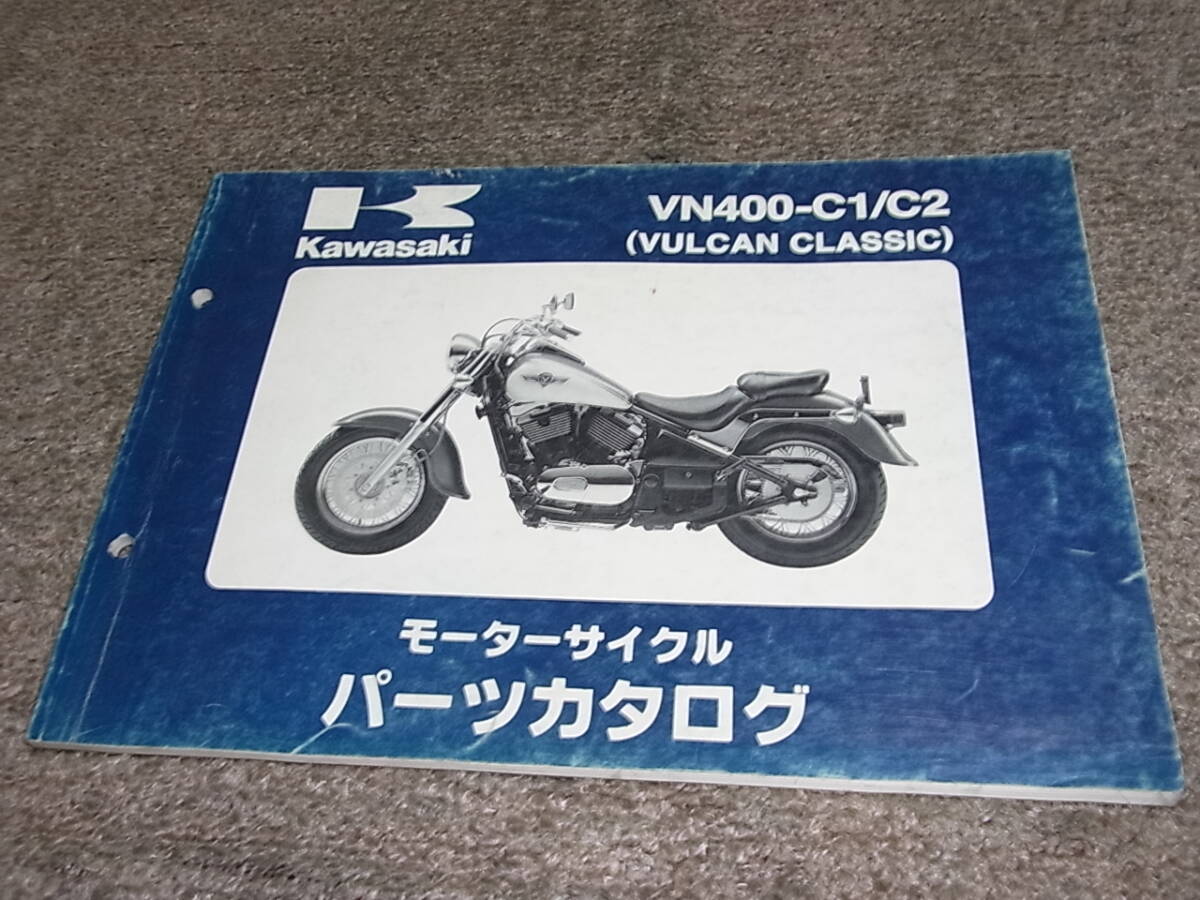 Kawasaki
VN400-C1/C2
(VULCAN CLASSIC)
モーターサイクル
パーツカタログ